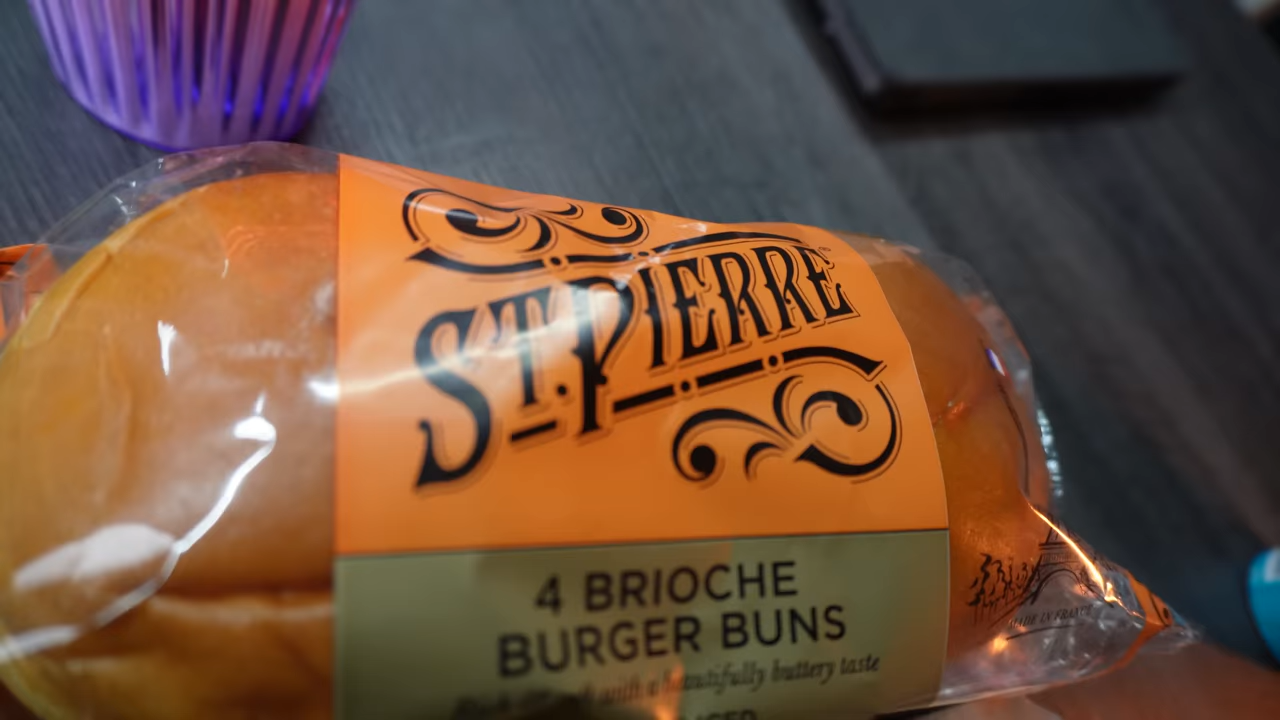 ST. PIERRE
4 BRIOCHE
BURGER BUNS
with a beautifully buttery taste
MADE IN FRANCE